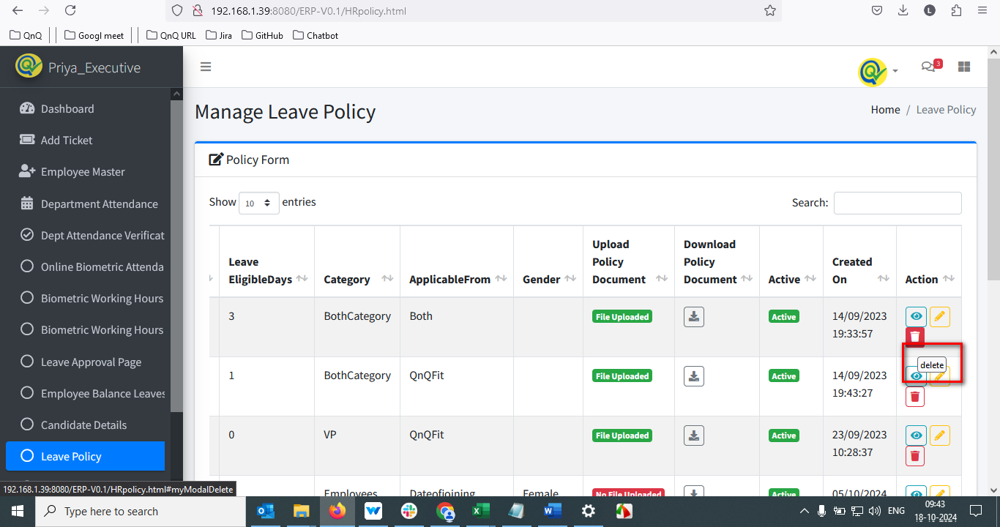 192.168.1.39:8080/ERP-V0.1/HRpolicy.html
L
QnQ
Googl meet
QnQ URL
Jira
GitHub
Chatbot
Priya_Executive
3
Dashboard
Add Ticket
Employee Master
Department Attendance
Dept Attendance Verificat
Online Biometric Attenda
Biometric Working Hours
Biometric Working Hours
Leave Approval Page
Employee Balance Leaves
Candidate Details
Leave Policy
Manage Leave Policy
Home / Leave Policy
Policy Form
Show 10 entries
Search:
Leave EligibleDays
Category
ApplicableFrom
Gender
Upload Policy Document
Download Policy Document
Active
Created On
Action
3 BothCategory Both File Uploaded Active 14/09/2023 19:33:57
delete
1 BothCategory QnQFit File Uploaded Active 14/09/2023 19:43:27
0 VP QnQFit File Uploaded Active 23/09/2023 10:28:37
Employees Dateofjoining Female No File Uploaded Active 05/10/2024
192.168.1.39:8080/ERP-V0.1/HRpolicy.html#myModalDelete
Type here to search
ENG
09:43
18-10-2024